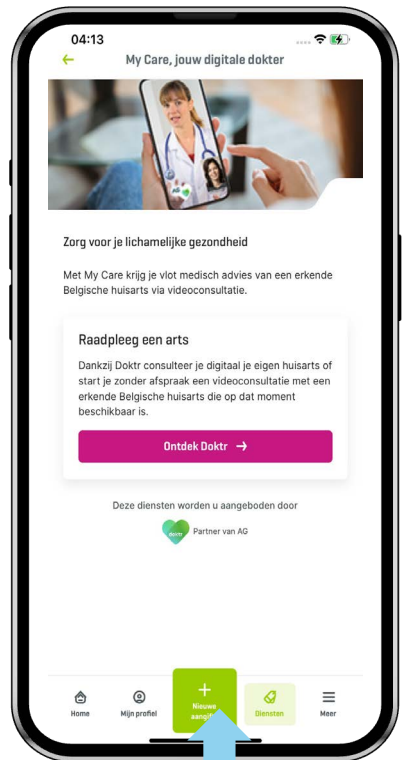 04:13
My Care, jouw digitale dokter
Zorg voor je lichamelijke gezondheid
Met My Care krijg je vlot medisch advies van een erkende
Belgische huisarts via videoconsultatie.
Raadpleeg een arts
Dankzij Doktr consulteer je digitaal je eigen huisarts of
start je zonder afspraak een videoconsultatie met een
erkende Belgische huisarts die op dat moment
beschikbaar is.
Ontdek Doktr →
Deze diensten worden u aangeboden door
doktr Partner van AG
Home Mijn profiel Nieuwe Diensten Meer